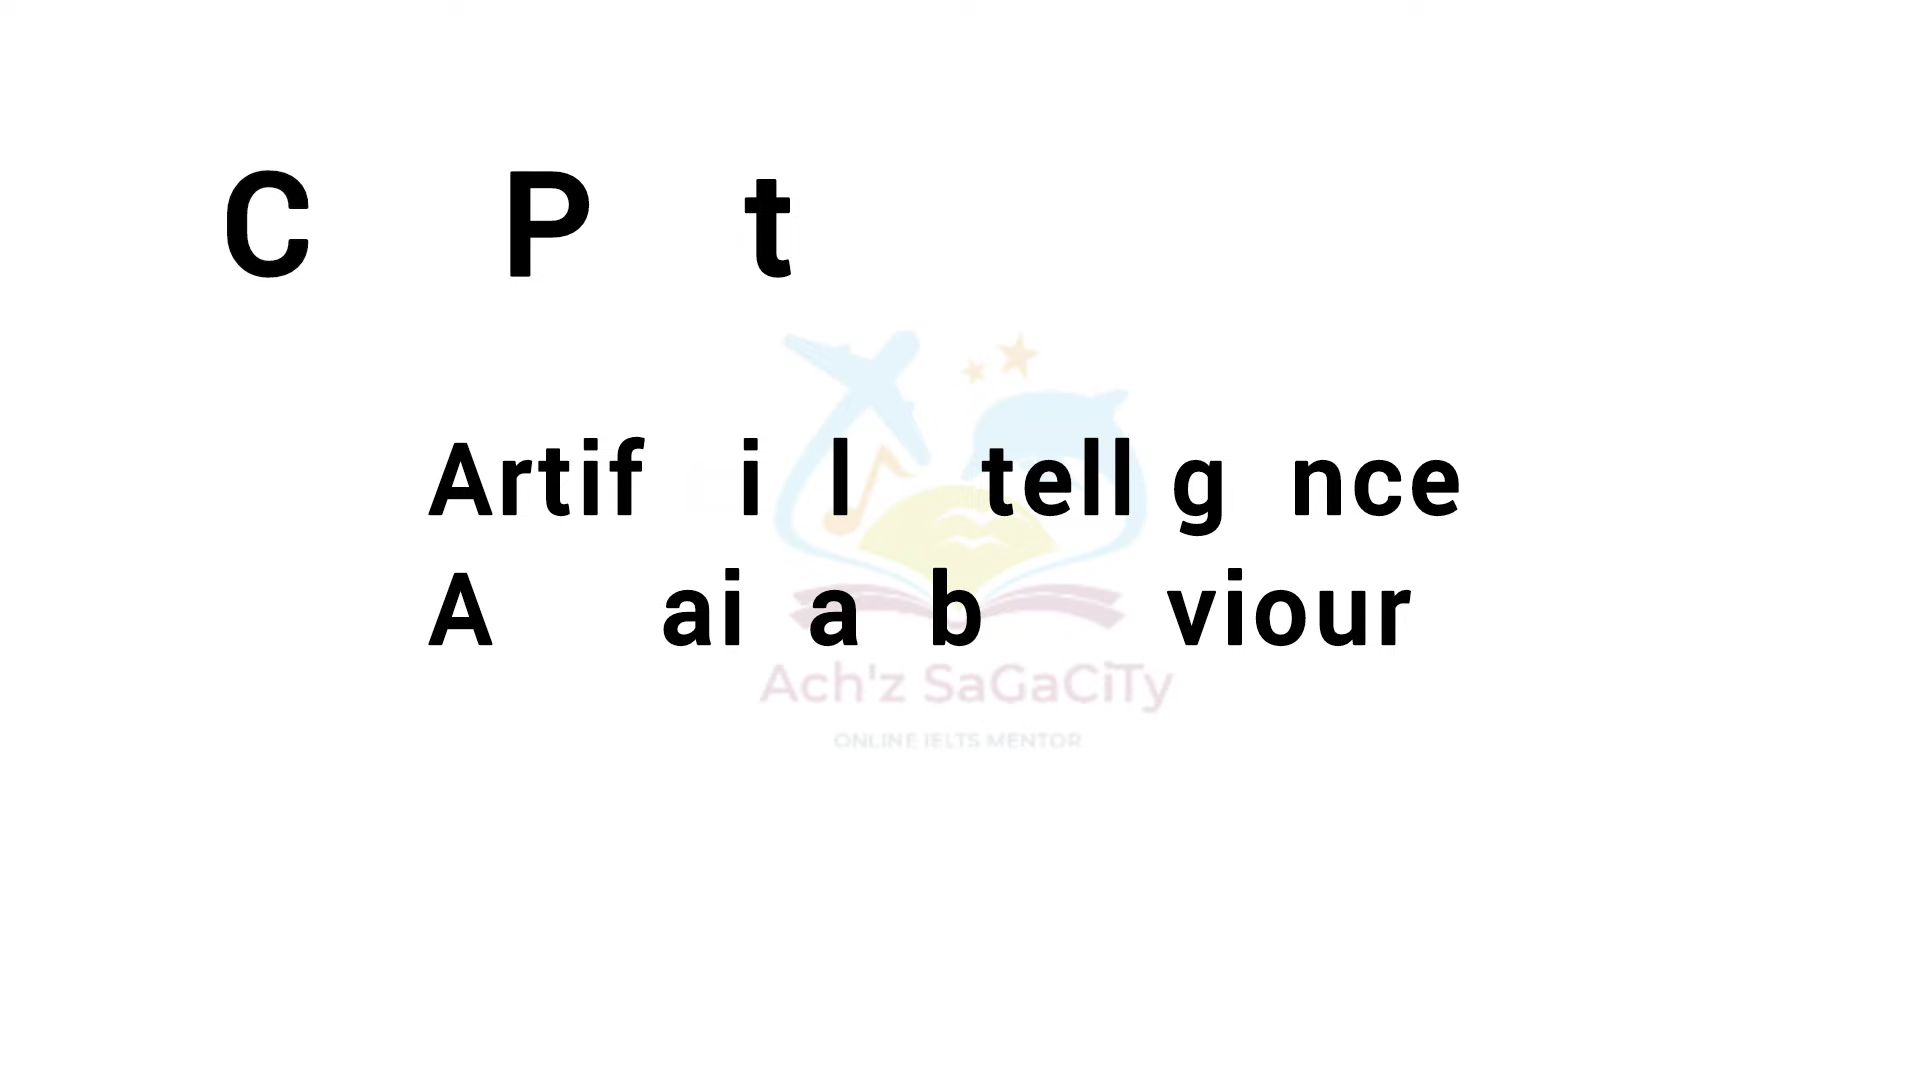 C P t
Artif i l tell g nce
A ai a b viour
Ach'z SaGaCiTy
ONLINE IELTS MENTOR